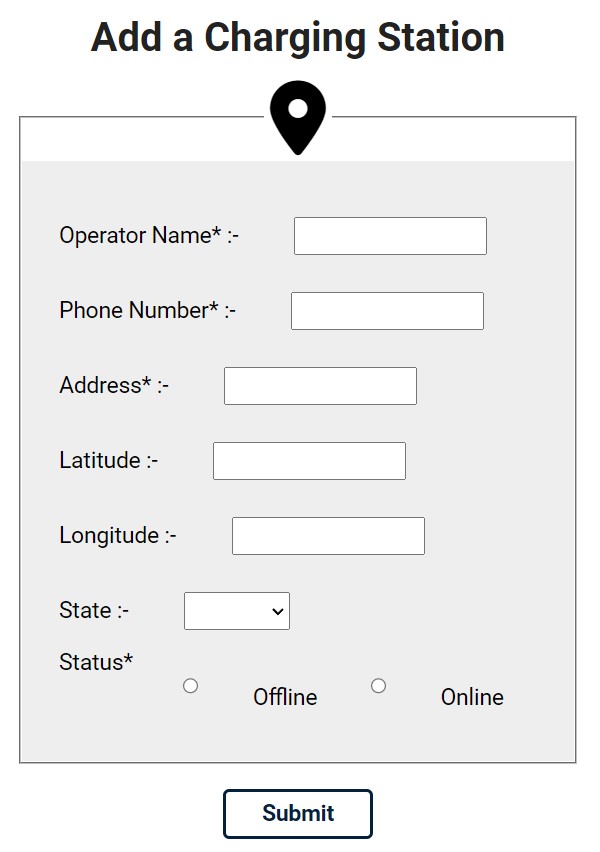 Add a Charging Station
Operator Name* :-
Phone Number* :-
Address* :-
Latitude :-
Longitude :-
State :-
Status*
Offline Online
Submit